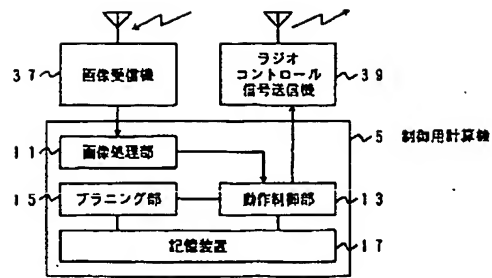 37
画像受信機
ラジオ
コントロール
信号送信機
39
5 制御用計算機
11
画像処理部
15
プラニング部
動作制御部
13
記憶装置
17